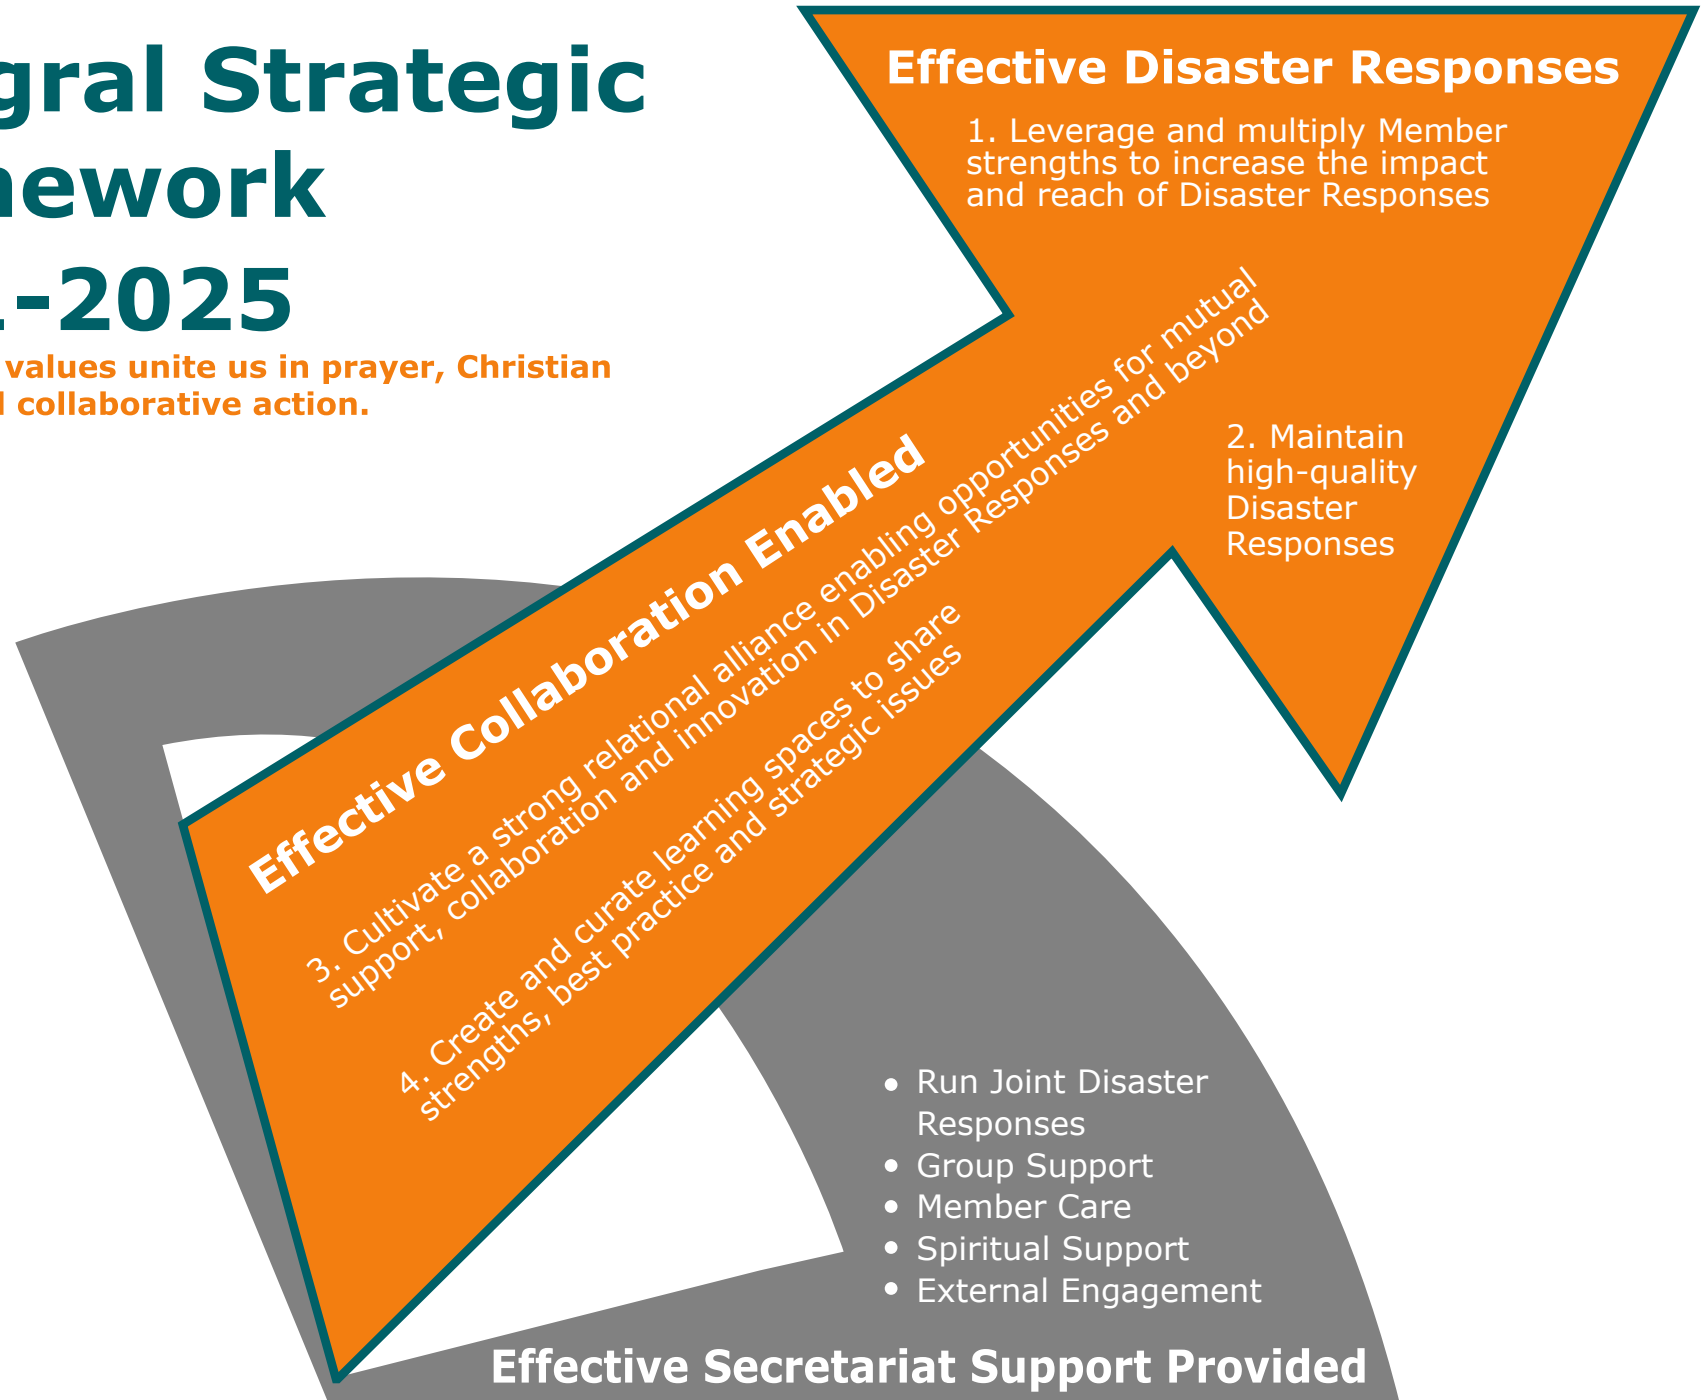 gral Strategic
ework
-2025
values unite us in prayer, Christian
collaborative action.
Effective Disaster Responses
1. Leverage and multiply Member
strengths to increase the impact
and reach of Disaster Responses
2. Maintain
high-quality
Disaster
Responses
Effective Collaboration Enabled
3. Cultivate a strong relational alliance enabling opportunities for mutual
support, collaboration and innovation in Disaster Responses and beyond
4. Create and curate learning spaces to share
strengths, best practice and strategic issues
• Run Joint Disaster
Responses
• Group Support
• Member Care
• Spiritual Support
• External Engagement
Effective Secretariat Support Provided